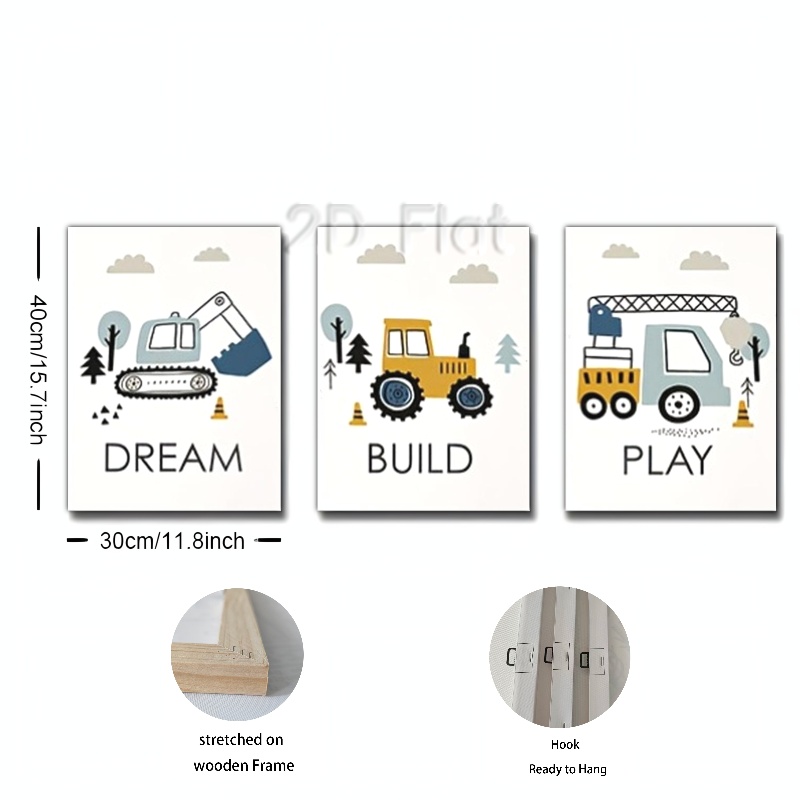 2D Flat
40cm/15.7inch
DREAM
BUILD
PLAY
30cm/11.8inch
stretched on
wooden Frame
Hook
Ready to Hang